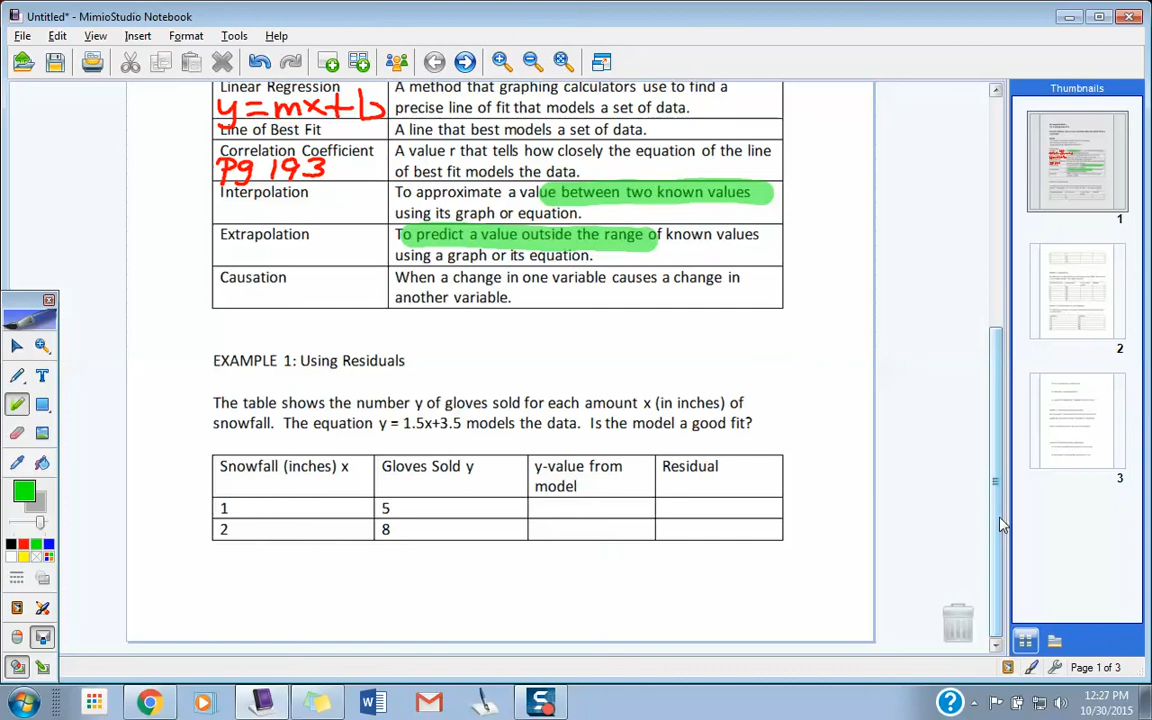 Untitled* - MimioStudio Notebook
File Edit View Insert Format Tools Help
Linear Regression
y=mx+b
A method that graphing calculators use to find a
precise line of fit that models a set of data.
Line of Best Fit
A line that best models a set of data.
Correlation Coefficient
Pg 193
A value r that tells how closely the equation of the line
of best fit models the data.
Interpolation
To approximate a value between two known values
using its graph or equation.
Extrapolation
To predict a value outside the range of known values
using a graph or its equation.
Causation
When a change in one variable causes a change in
another variable.
EXAMPLE 1: Using Residuals
The table shows the number y of gloves sold for each amount x (in inches) of
snowfall. The equation y = 1.5x+3.5 models the data. Is the model a good fit?
Snowfall (inches) x
Gloves Sold y
y-value from
model
Residual
1 5
2 8
Thumbnails
1
2
3
Page 1 of 3
12:27 PM
10/30/2015